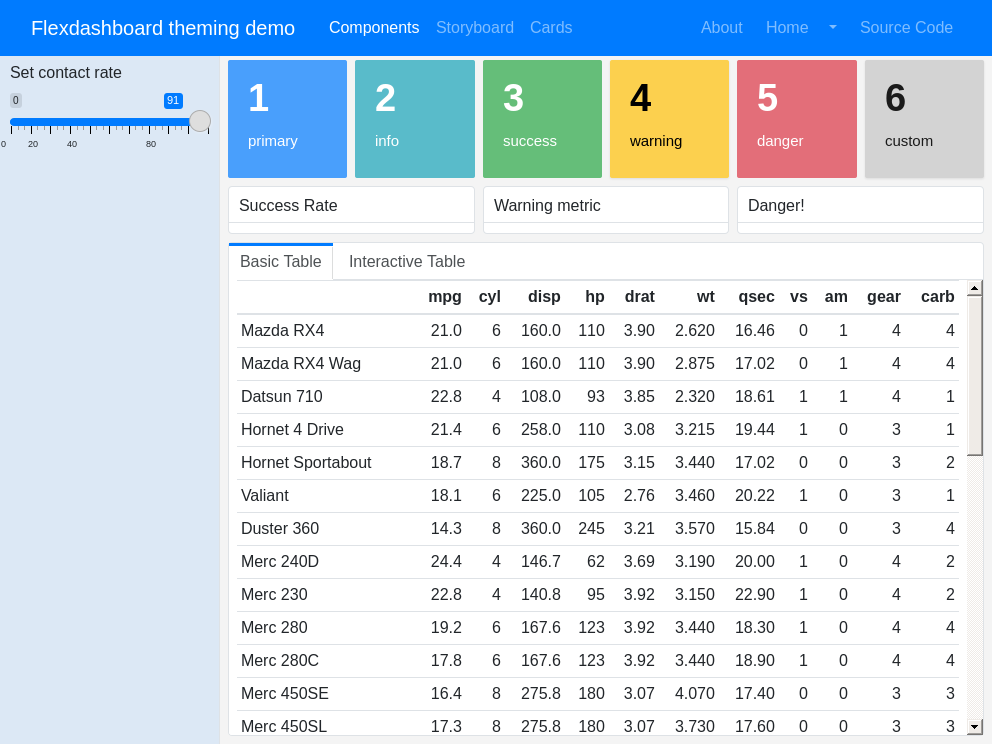 Flexdashboard theming demo Components Storyboard Cards About Home Source Code
Set contact rate
0 91
0 20 40 80
1 2 3 4 5 6
primary info success warning danger custom
Success Rate Warning metric Danger!
Basic Table Interactive Table
mpg cyl disp hp drat wt qsec vs am gear carb
Mazda RX4 21.0 6 160.0 110 3.90 2.620 16.46 0 1 4 4
Mazda RX4 Wag 21.0 6 160.0 110 3.90 2.875 17.02 0 1 4 4
Datsun 710 22.8 4 108.0 93 3.85 2.320 18.61 1 1 4 1
Hornet 4 Drive 21.4 6 258.0 110 3.08 3.215 19.44 1 0 3 1
Hornet Sportabout 18.7 8 360.0 175 3.15 3.440 17.02 0 0 3 2
Valiant 18.1 6 225.0 105 2.76 3.460 20.22 1 0 3 1
Duster 360 14.3 8 360.0 245 3.21 3.570 15.84 0 0 3 4
Merc 240D 24.4 4 146.7 62 3.69 3.190 20.00 1 0 4 2
Merc 230 22.8 4 140.8 95 3.92 3.150 22.90 1 0 4 2
Merc 280 19.2 6 167.6 123 3.92 3.440 18.30 1 0 4 4
Merc 280C 17.8 6 167.6 123 3.92 3.440 18.90 1 0 4 4
Merc 450SE 16.4 8 275.8 180 3.07 4.070 17.40 0 0 3 3
Merc 450SL 17.3 8 275.8 180 3.07 3.730 17.60 0 0 3 3